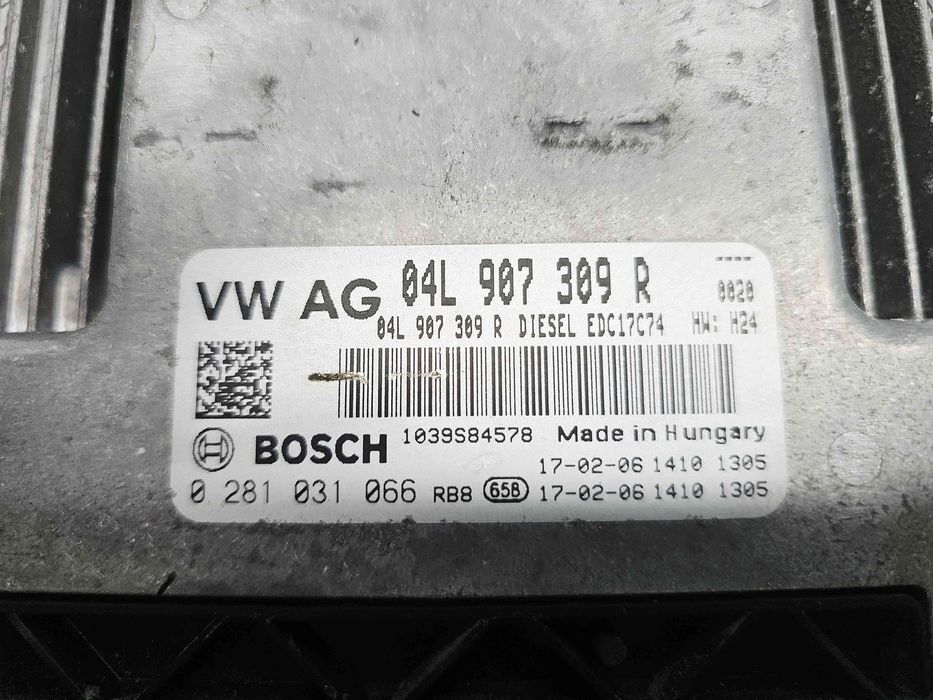 VW AG 04L 907 309 R ----
0020
04L 907 309 R DIESEL EDC17C74 HW: H24
BOSCH 1039S84578 Made in Hungary
17-02-06 1410 1305
0 281 031 066 RB8 658 17-02-06 1410 1305